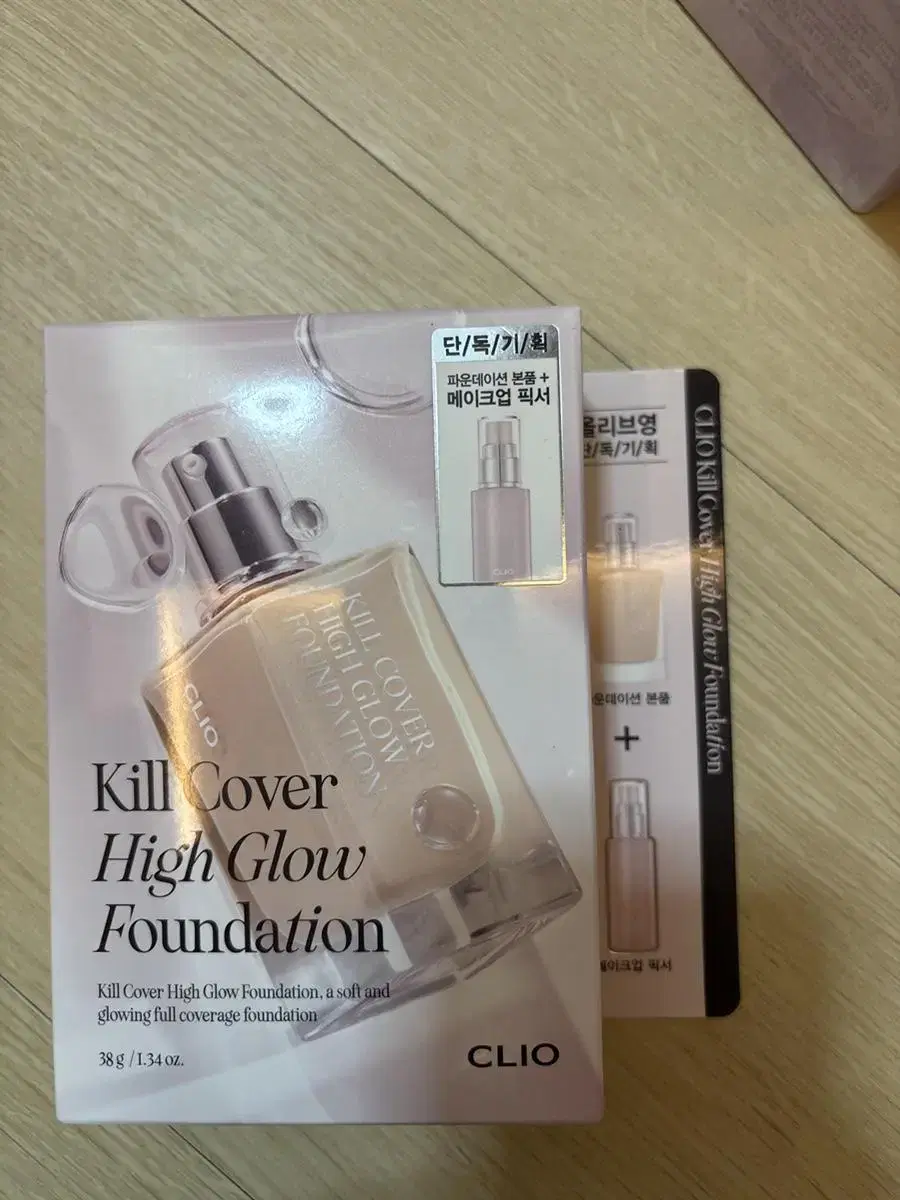 단/독/기/획
파운데이션 본품 +
메이크업 픽서
CLIO
KILL COVER
HIGH GLOW
FOUNDATION
CLIO
Kill Cover
High Glow
Foundation
Kill Cover High Glow Foundation, a soft and
glowing full coverage foundation
38 g / 1.34 oz.
CLIO
올리브영
단/독/기/획
운데이션 본품
+
메이크업 픽서
CLIO Kill Cover High Glow Foundation